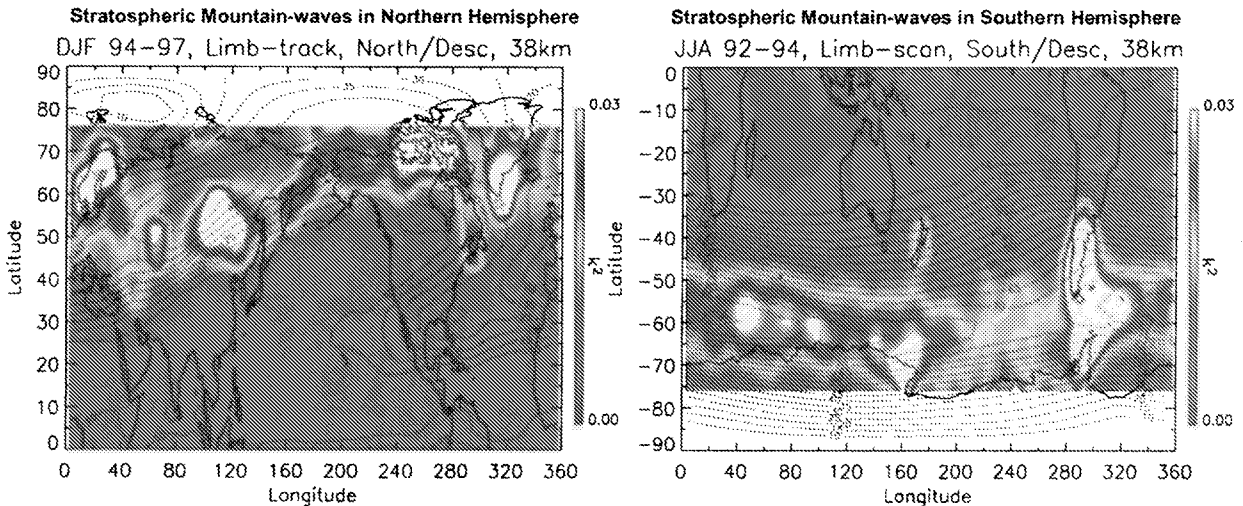 Stratospheric Mountain-waves in Northern Hemisphere
DJF 94-97, Limb-track, North/Desc, 38km
90
80
70
60
50
40
30
20
10
0
Latitude
0 40 80 120 160 200 240 280 320 360
Longitude
0.03
K²
0.00
Stratospheric Mountain-waves in Southern Hemisphere
JJA 92-94, Limb-scan, South/Desc, 38km
0
-10
-20
-30
-40
-50
-60
-70
-80
-90
Latitude
0 40 80 120 160 200 240 280 320 360
Longitude
0.03
K²
0.00